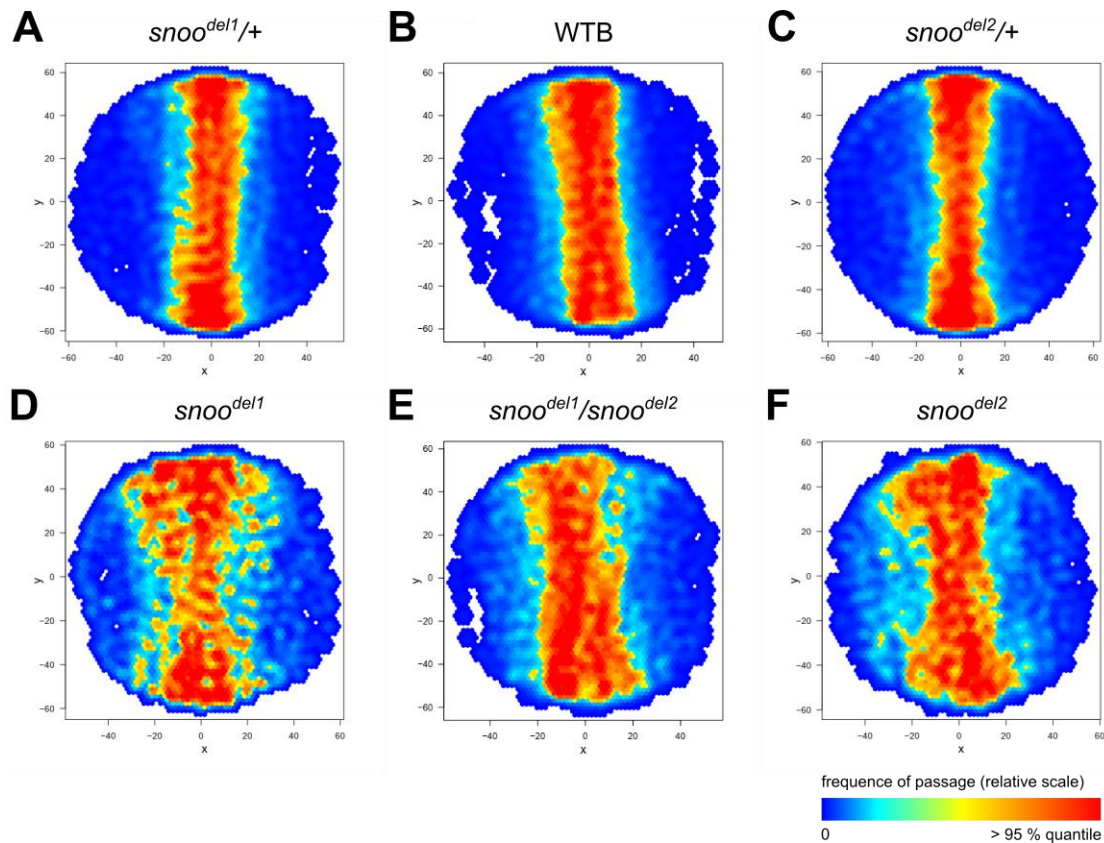 A snoo^del1/+ B WTB C snoo^del2/+
60
40
20
0
−20
−40
−60
y
−60 −40 −20 0 20 40
x
60
40
20
0
−20
−40
−60
y
−40 −20 0 20 40
x
60
40
20
0
−20
−40
−60
y
−60 −40 −20 0 20 40 60
x
D snoo^del1 E snoo^del1/snoo^del2 F snoo^del2
60
40
20
0
−20
−40
−60
y
−40 −20 0 20 40 60
x
60
40
20
0
−20
−40
−60
y
−40 −20 0 20 40
x
60
40
20
0
−20
−40
−60
y
−40 −20 0 20 40 60
x
frequence of passage (relative scale)
0 > 95 % quantile